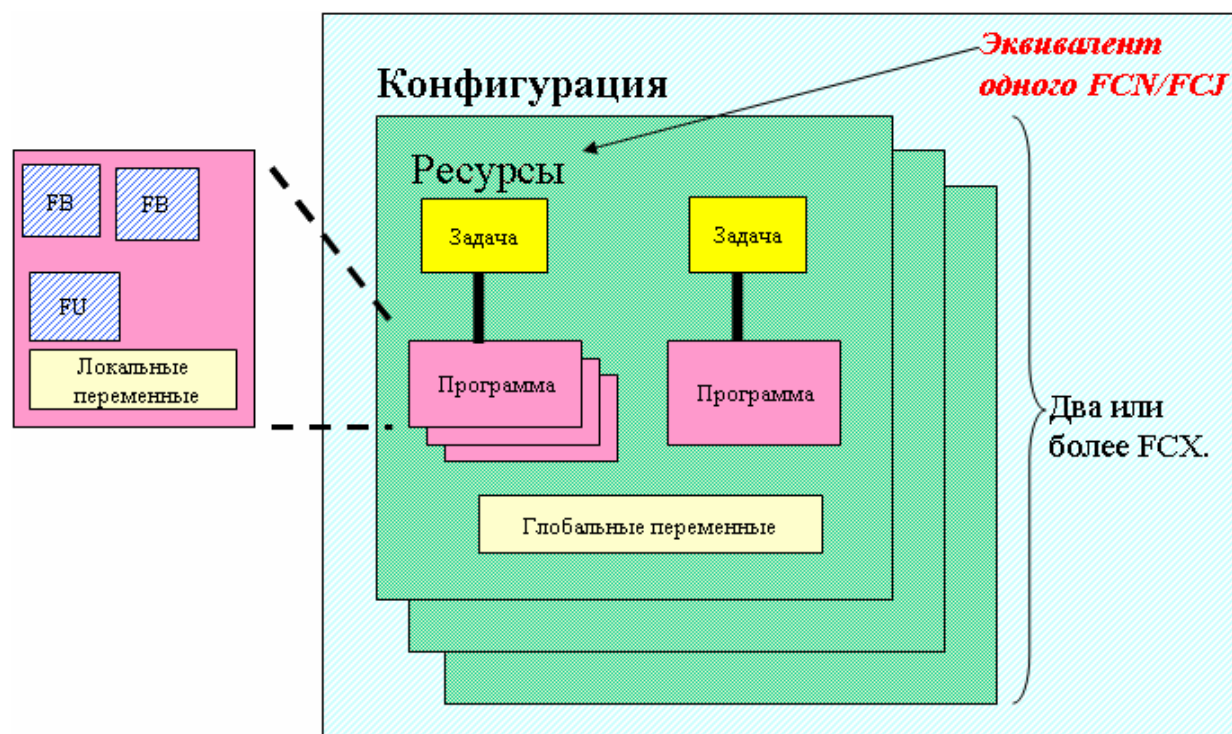 Эквивалент
одного FCN/FCJ
Конфигурация
Ресурсы
FB
FB
FU
Локальные
переменные
Задача
Задача
Программа
Программа
Глобальные переменные
Два или
более FCX.